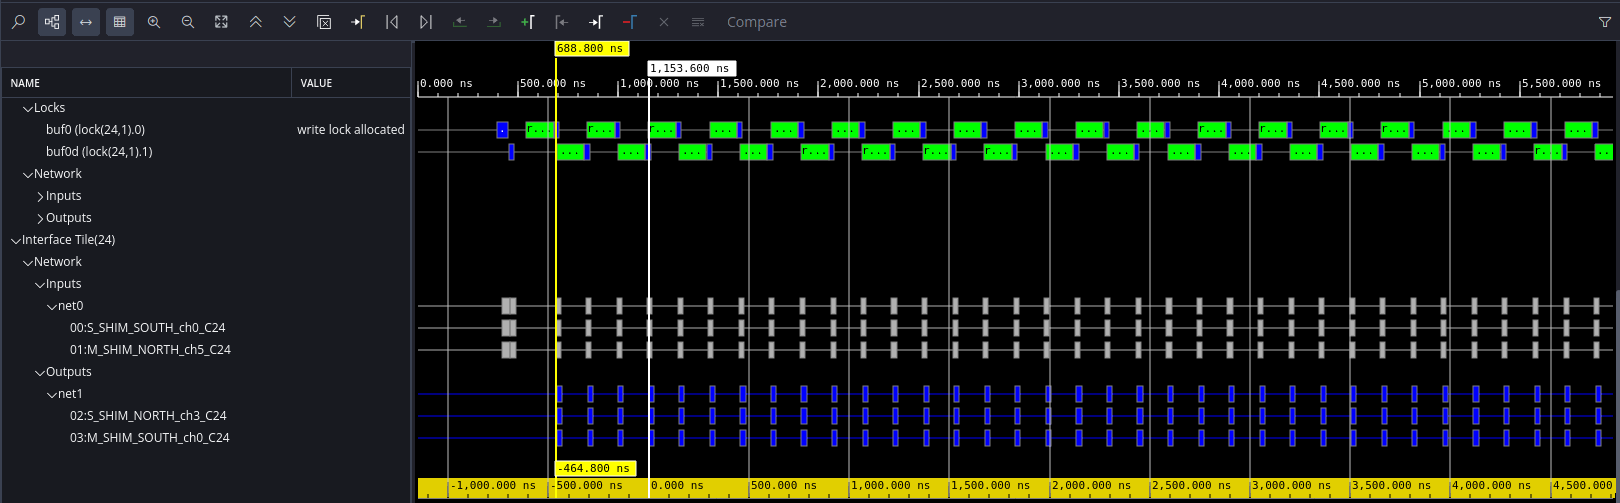 Compare
688.800 ns
1,153.600 ns
NAME VALUE
0.000 ns 500.000 ns 1,000.000 ns 1,500.000 ns 2,000.000 ns 2,500.000 ns 3,000.000 ns 3,500.000 ns 4,000.000 ns 4,500.000 ns 5,000.000 ns 5,500.000 ns
Locks
buf0 (lock(24,1).0) write lock allocated . r... r... r... ... ... ... ... ... ... ... ... r... r... r... r... ... ... ...
buf0d (lock(24,1).1) ... ... ... ... r... r... r... r... ... ... ... ... ... ... ... ... r... ..
Network
Inputs
Outputs
Interface Tile(24)
Network
Inputs
net0
00:S_SHIM_SOUTH_ch0_C24
01:M_SHIM_NORTH_ch5_C24
Outputs
net1
02:S_SHIM_NORTH_ch3_C24
03:M_SHIM_SOUTH_ch0_C24
-464.800 ns
-1,000.000 ns -500.000 ns 0.000 ns 500.000 ns 1,000.000 ns 1,500.000 ns 2,000.000 ns 2,500.000 ns 3,000.000 ns 3,500.000 ns 4,000.000 ns 4,500.000